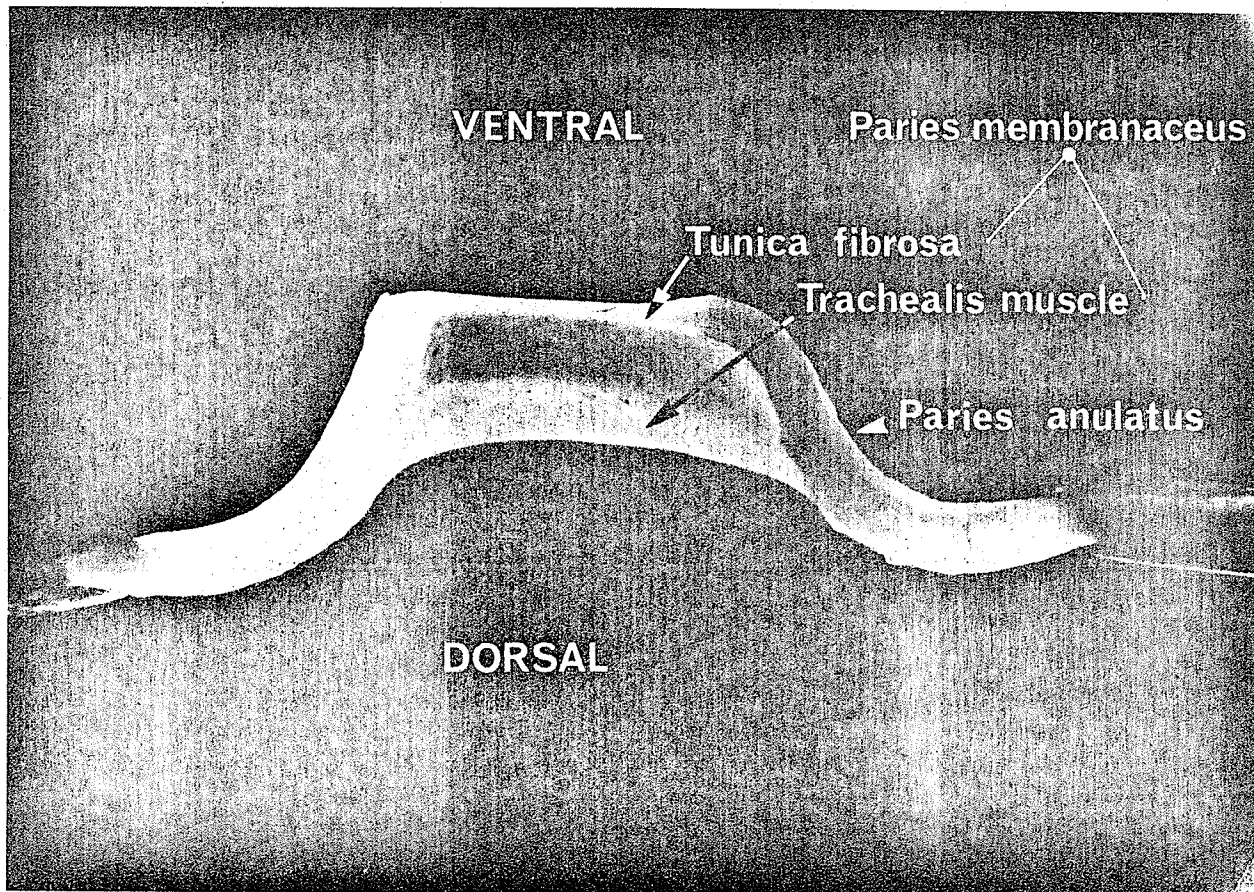 VENTRAL
Paries membranaceus
Tunica fibrosa
Trachealis muscle
Paries anulatus
DORSAL